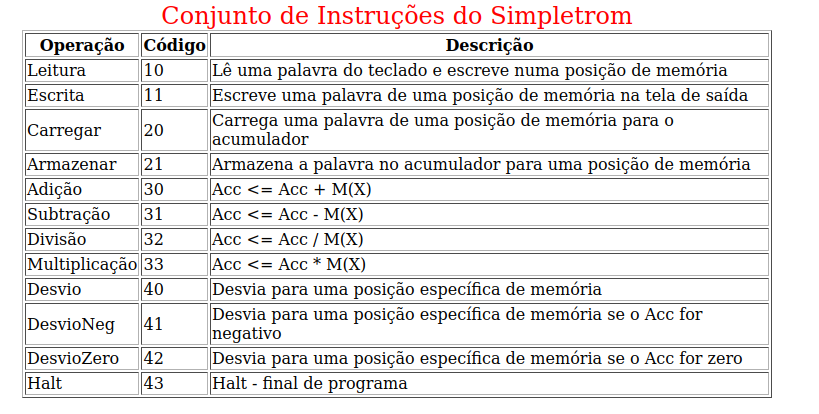 Conjunto de Instruções do Simpletrom
Operação Código Descrição
Leitura 10 Lê uma palavra do teclado e escreve numa posição de memória
Escrita 11 Escreve uma palavra de uma posição de memória na tela de saída
Carregar 20 Carrega uma palavra de uma posição de memória para o
acumulador
Armazenar 21 Armazena a palavra no acumulador para uma posição de memória
Adição 30 Acc <= Acc + M(X)
Subtração 31 Acc <= Acc - M(X)
Divisão 32 Acc <= Acc / M(X)
Multiplicação 33 Acc <= Acc * M(X)
Desvio 40 Desvia para uma posição específica de memória
DesvioNeg 41 Desvia para uma posição específica de memória se o Acc for
negativo
DesvioZero 42 Desvia para uma posição específica de memória se o Acc for zero
Halt 43 Halt - final de programa